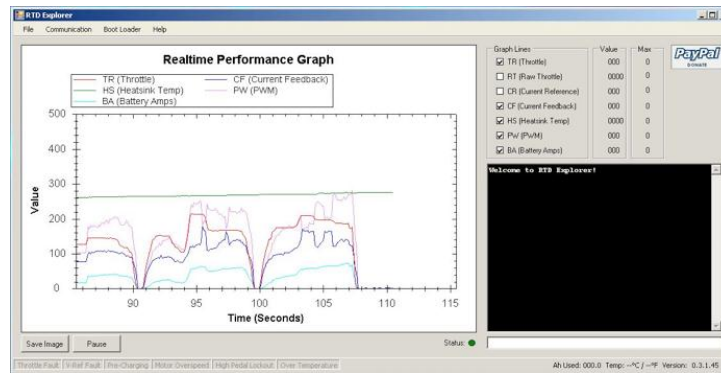 RTD Explorer
File Communication Boot Loader Help
Realtime Performance Graph
TR (Throttle) CF (Current Feedback)
HS (Heatsink Temp) PW (PWM)
BA (Battery Amps)
500
400
300
200
100
0
Value
90 95 100 105 110 115
Time (Seconds)
Graph Lines Value Max
TR (Throttle) 000 0
RT (Raw Throttle) 0000 0
CR (Current Reference) 000 0
CF (Current Feedback) 000 0
HS (Heatsink Temp) 0000 0
PW (PWM) 000 0
BA (Battery Amps) 000 0
PayPal
DONATE
Welcome to RTD Explorer!
Save Image Pause Status:
Throttle Fault V-Ref Fault Pre-Charging Motor Overspeed High Pedal Lockout Over Temperature Ah Used: 000.0 Temp: --°C / --°F Version: 0.3.1.45